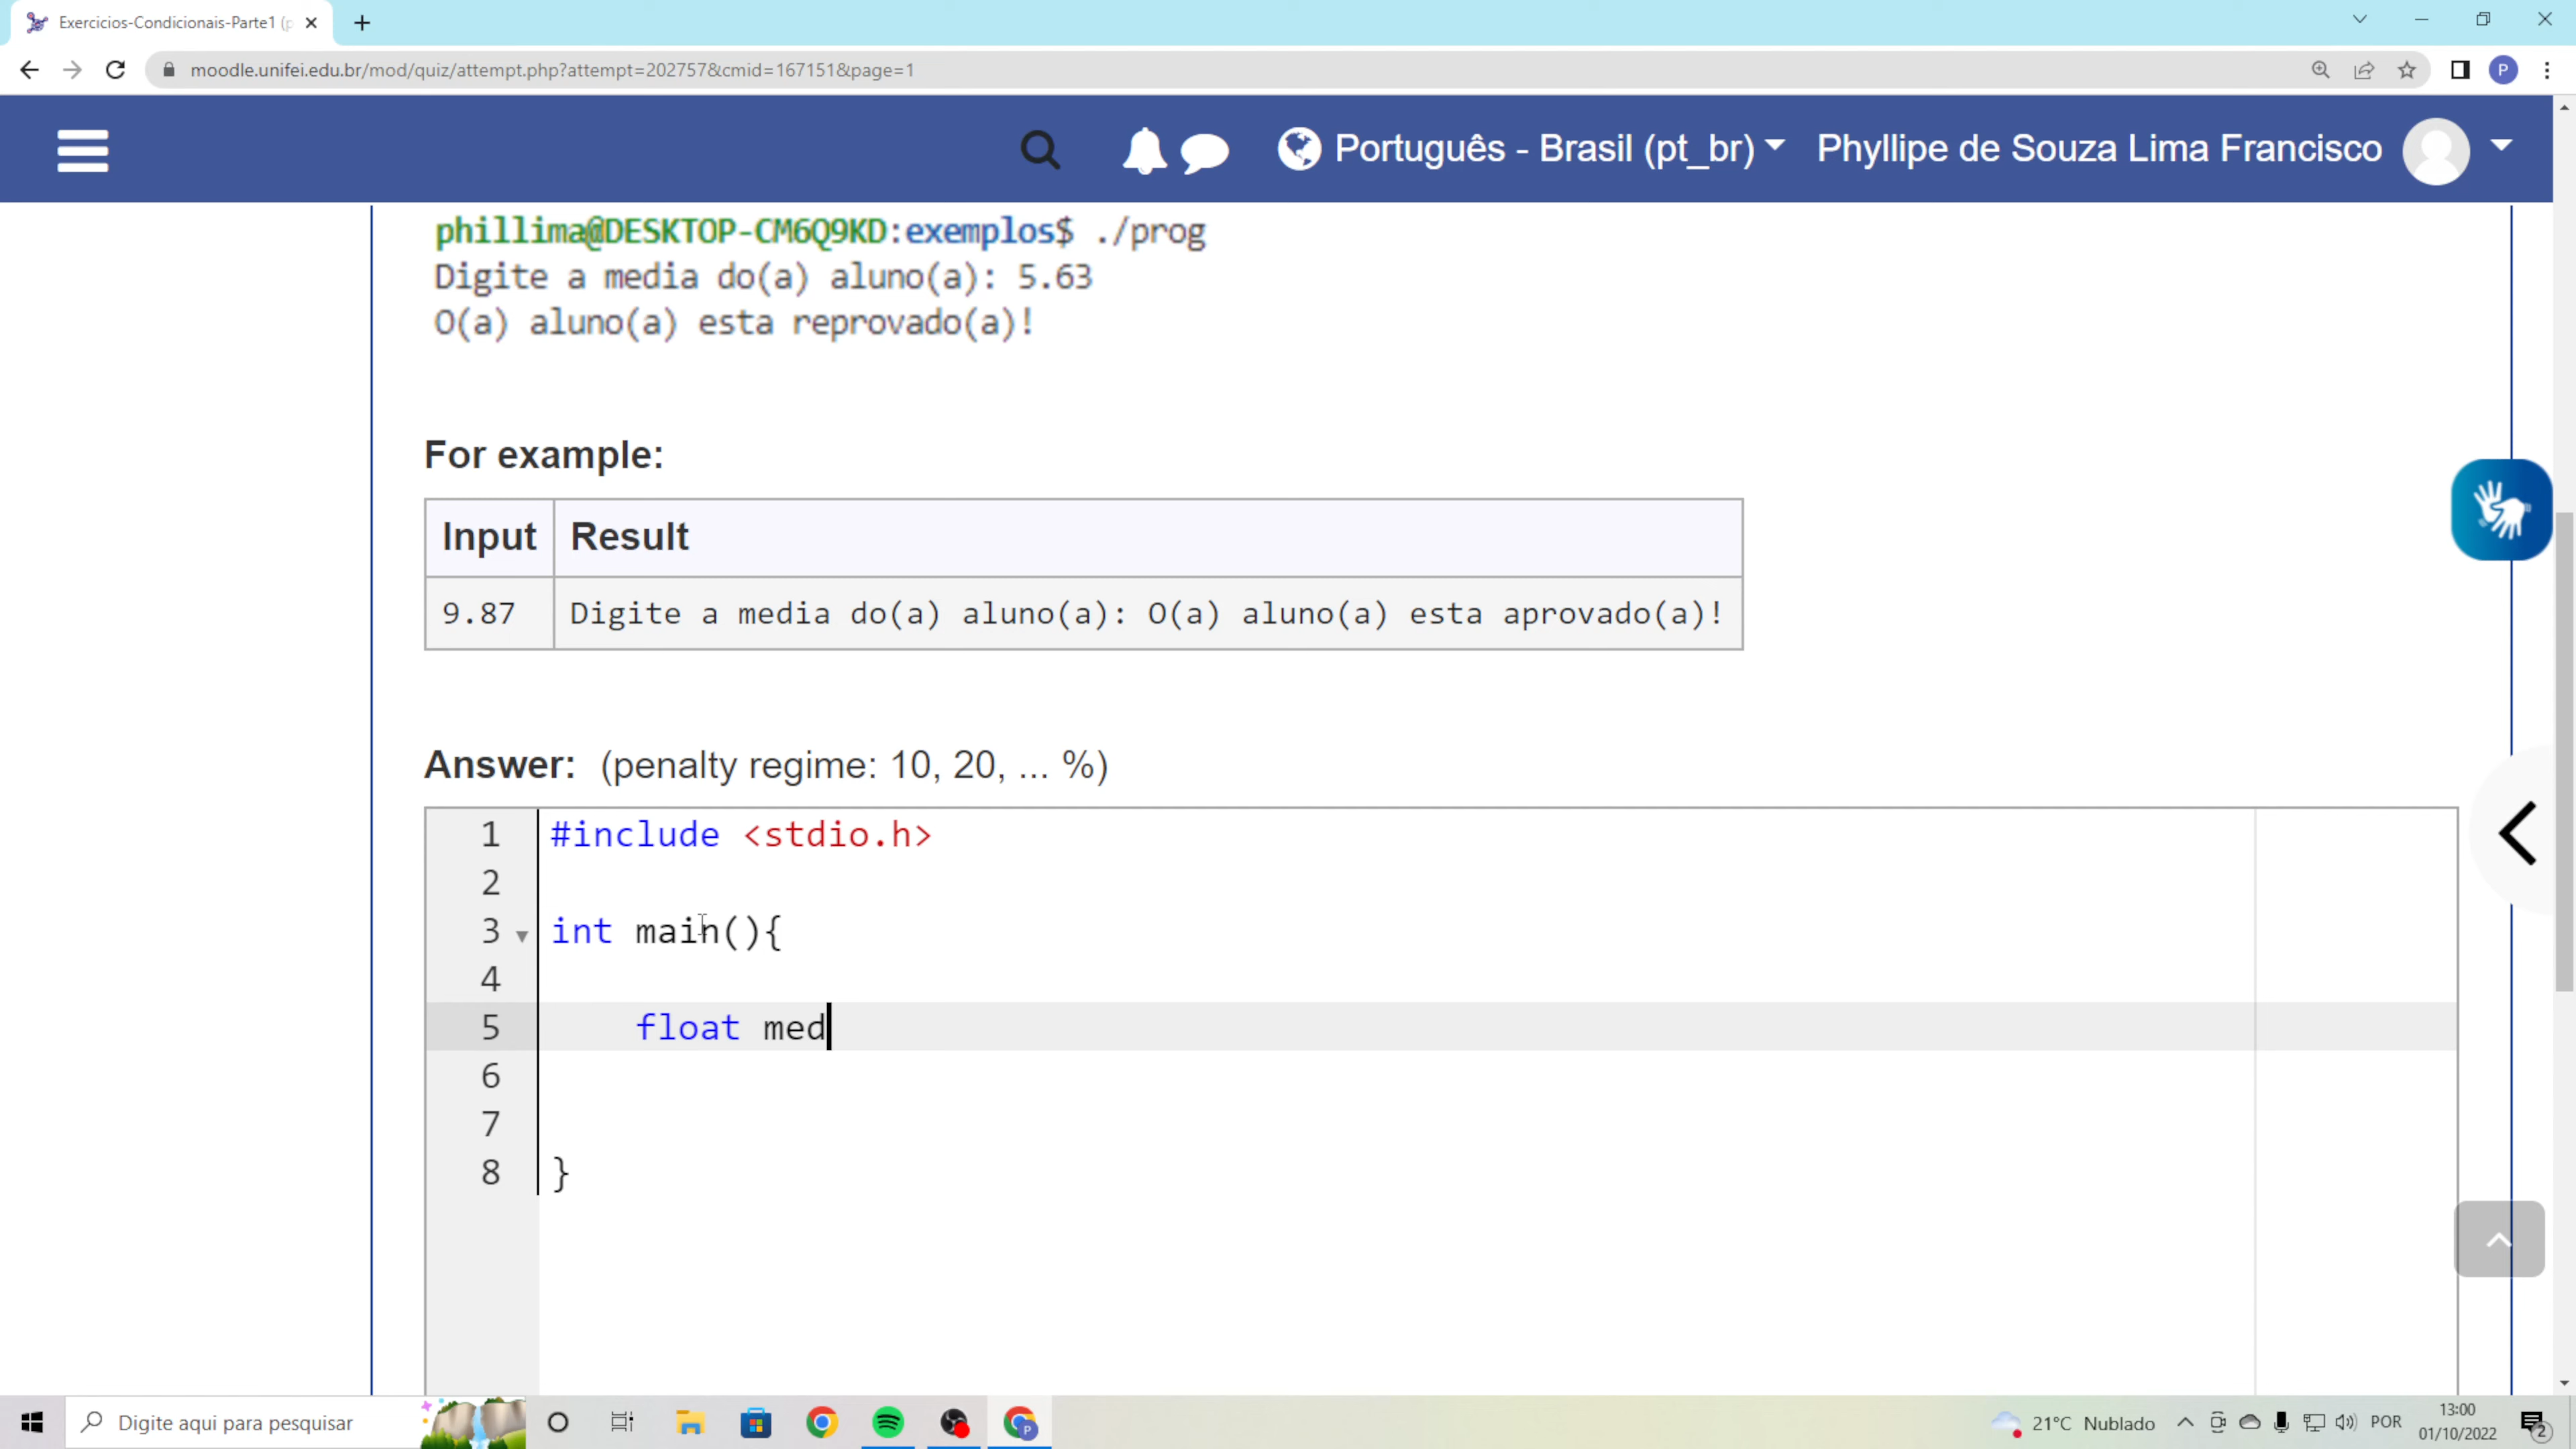 Exercicios-Condicionais-Parte1 (p
moodle.unifei.edu.br/mod/quiz/attempt.php?attempt=202757&cmid=167151&page=1
P
Português - Brasil (pt_br)
Phyllipe de Souza Lima Francisco
phillima@DESKTOP-CM6Q9KD:exemplos$ ./prog
Digite a media do(a) aluno(a): 5.63
O(a) aluno(a) esta reprovado(a)!
For example:
Input Result
9.87 Digite a media do(a) aluno(a): O(a) aluno(a) esta aprovado(a)!
Answer: (penalty regime: 10, 20, ... %)
1 #include <stdio.h>
2
3 int main(){
4
5 float med
6
7
8 }
Digite aqui para pesquisar
P
21°C Nublado
POR
13:00
01/10/2022
2